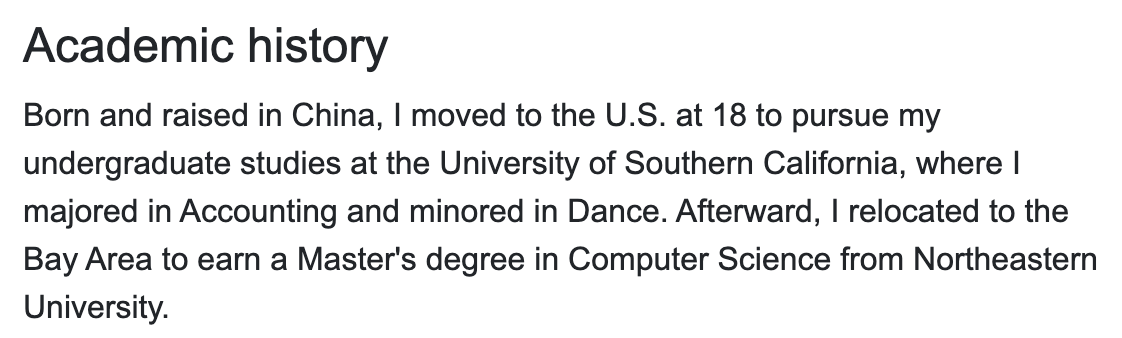 Academic history
Born and raised in China, I moved to the U.S. at 18 to pursue my
undergraduate studies at the University of Southern California, where I
majored in Accounting and minored in Dance. Afterward, I relocated to the
Bay Area to earn a Master's degree in Computer Science from Northeastern
University.